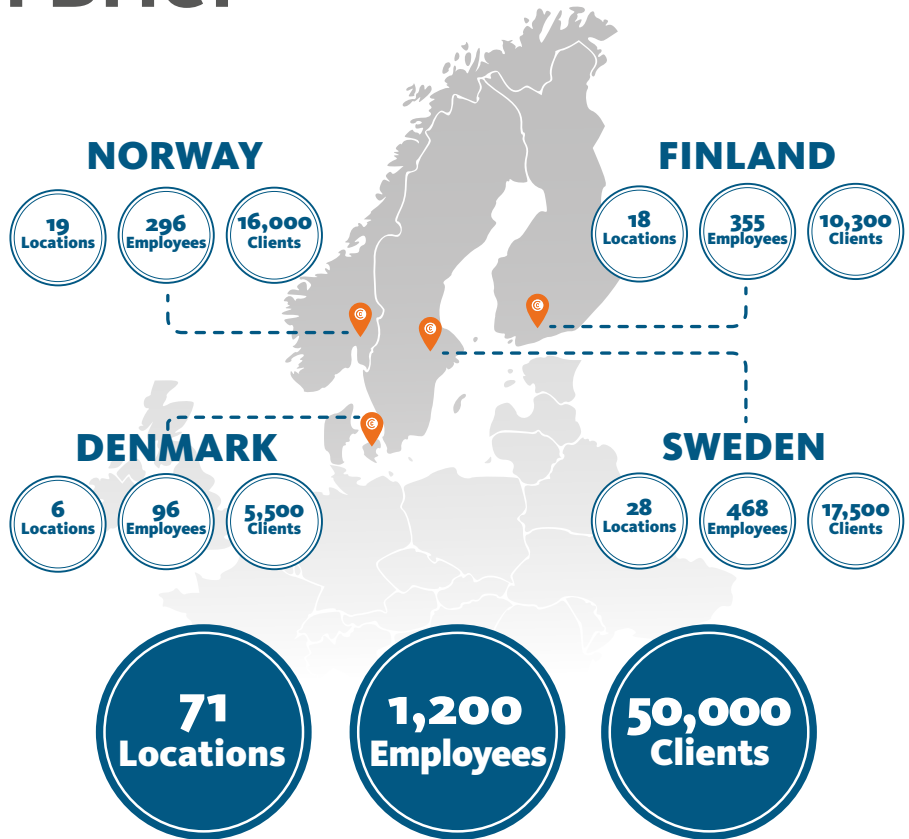 NORWAY
19
Locations
296
Employees
16,000
Clients
FINLAND
18
Locations
355
Employees
10,300
Clients
DENMARK
6
Locations
96
Employees
5,500
Clients
SWEDEN
28
Locations
468
Employees
17,500
Clients
71
Locations
1,200
Employees
50,000
Clients